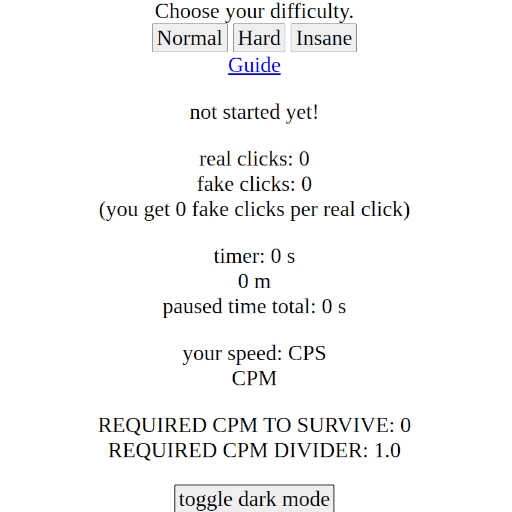 Choose your difficulty.
Normal Hard Insane
Guide
not started yet!
real clicks: 0
fake clicks: 0
(you get 0 fake clicks per real click)
timer: 0 s
0 m
paused time total: 0 s
your speed: CPS
CPM
REQUIRED CPM TO SURVIVE: 0
REQUIRED CPM DIVIDER: 1.0
toggle dark mode